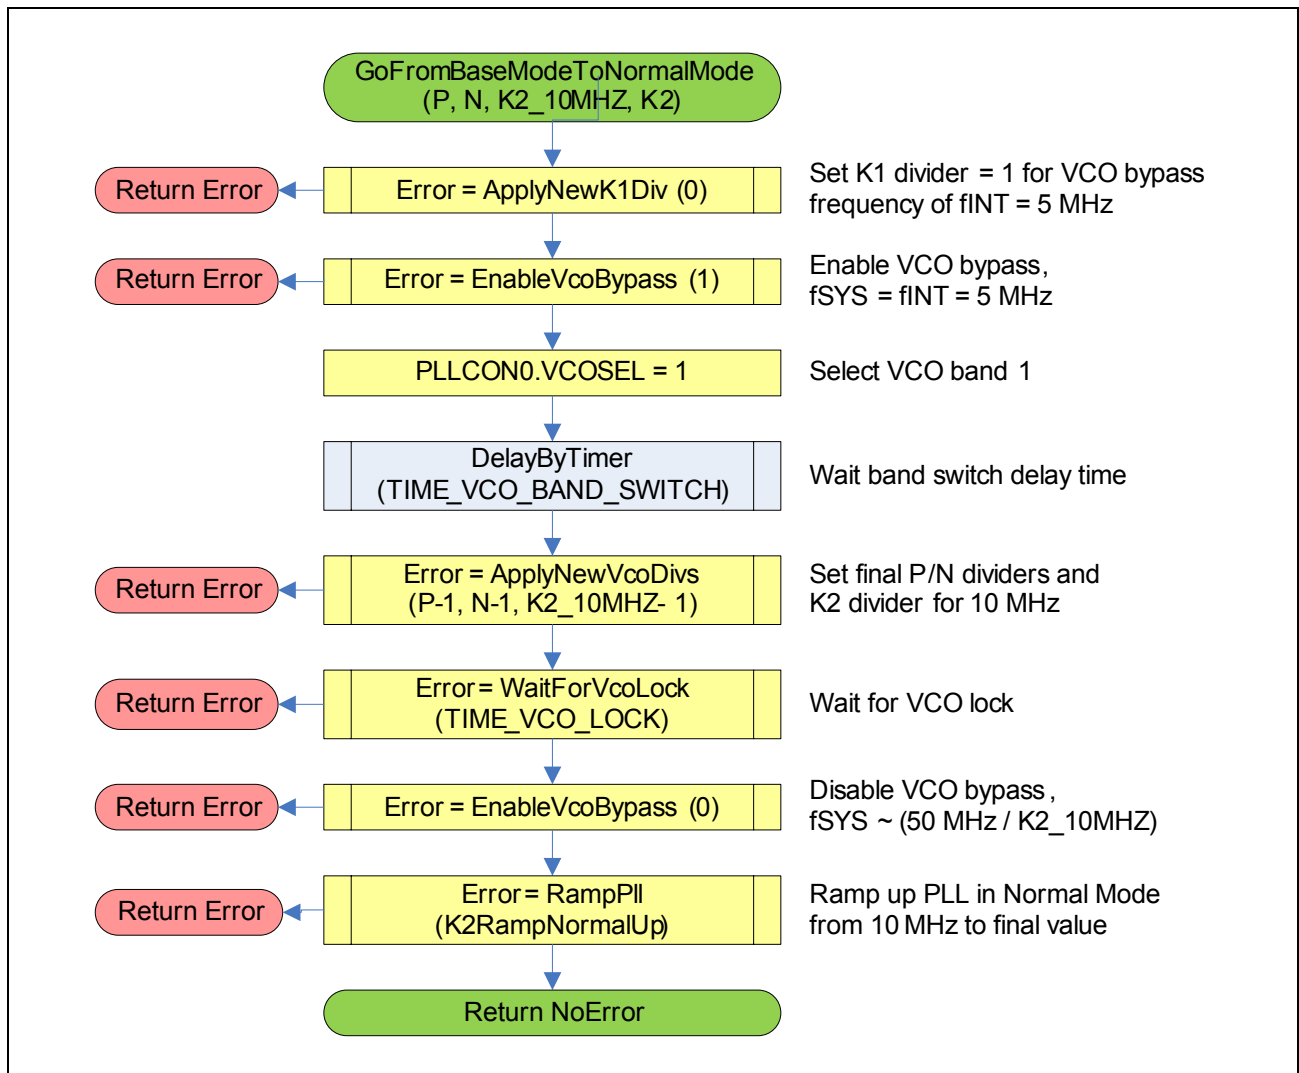 GoFromBaseModeToNormalMode
(P, N, K2_10MHZ, K2)
Return Error
Error = ApplyNewK1Div (0)
Set K1 divider = 1 for VCO bypass
frequency of fINT = 5 MHz
Return Error
Error = EnableVcoBypass (1)
Enable VCO bypass,
fSYS = fINT = 5 MHz
PLLCON0.VCOSEL = 1
Select VCO band 1
DelayByTimer
(TIME_VCO_BAND_SWITCH)
Wait band switch delay time
Return Error
Error = ApplyNewVcoDivs
(P-1, N-1, K2_10MHZ- 1)
Set final P/N dividers and
K2 divider for 10 MHz
Return Error
Error = WaitForVcoLock
(TIME_VCO_LOCK)
Wait for VCO lock
Return Error
Error = EnableVcoBypass (0)
Disable VCO bypass,
fSYS ~ (50 MHz / K2_10MHZ)
Return Error
Error = RampPll
(K2RampNormalUp)
Ramp up PLL in Normal Mode
from 10 MHz to final value
Return NoError